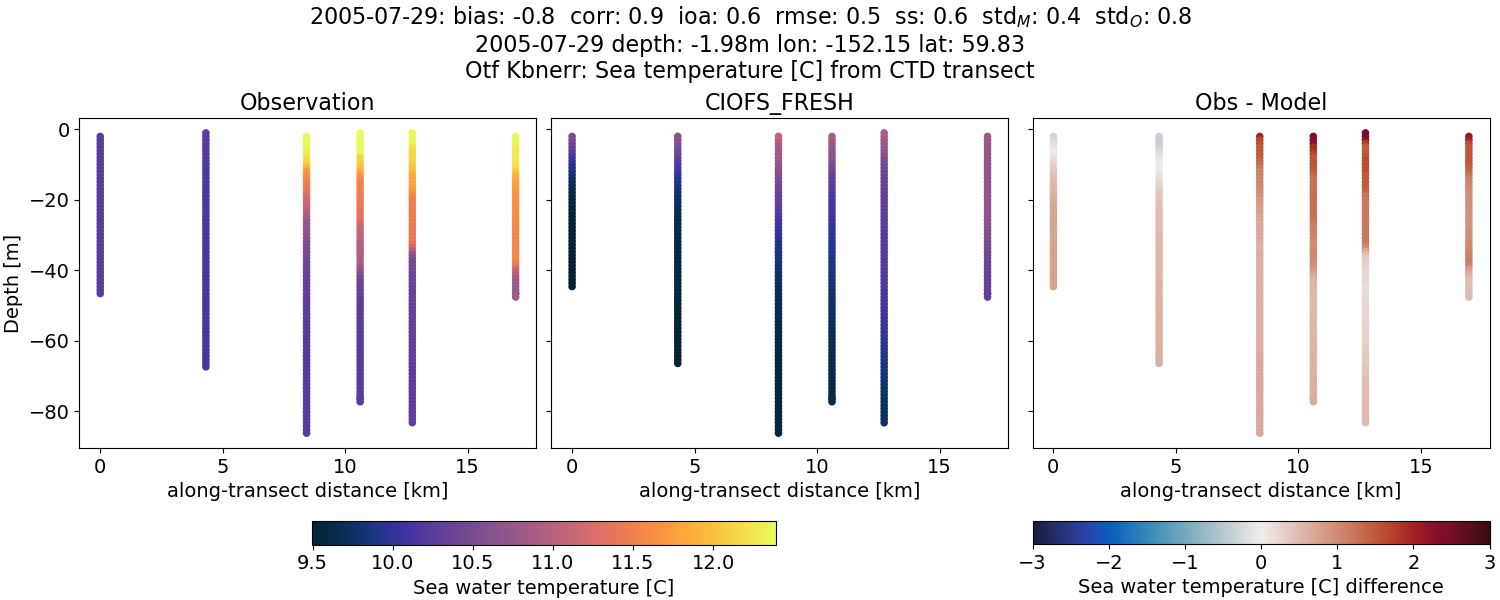 2005-07-29: bias: -0.8  corr: 0.9  ioa: 0.6  rmse: 0.5  ss: 0.6  std_M: 0.4  std_O: 0.8
2005-07-29 depth: -1.98m lon: -152.15 lat: 59.83
Otf Kbnerr: Sea temperature [C] from CTD transect
Observation
CIOFS_FRESH
Obs - Model
Depth [m]
0
−20
−40
−60
−80
0 5 10 15
0 5 10 15
0 5 10 15
along-transect distance [km]
along-transect distance [km]
along-transect distance [km]
9.5 10.0 10.5 11.0 11.5 12.0
Sea water temperature [C]
−3 −2 −1 0 1 2 3
Sea water temperature [C] difference